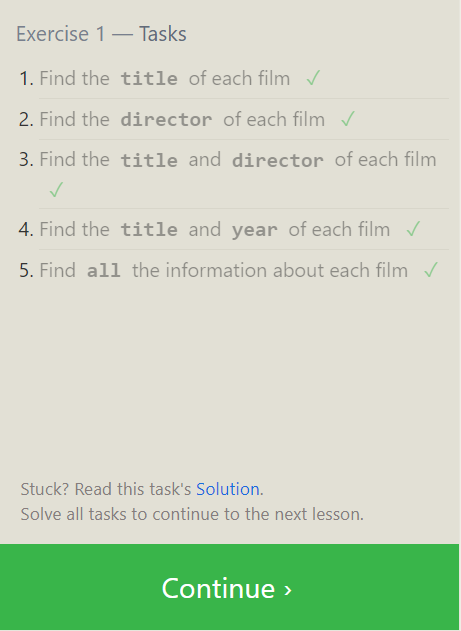 Exercise 1 — Tasks
1. Find the title of each film ✓
2. Find the director of each film ✓
3. Find the title and director of each film
✓
4. Find the title and year of each film ✓
5. Find all the information about each film ✓
Stuck? Read this task's Solution.
Solve all tasks to continue to the next lesson.
Continue ›